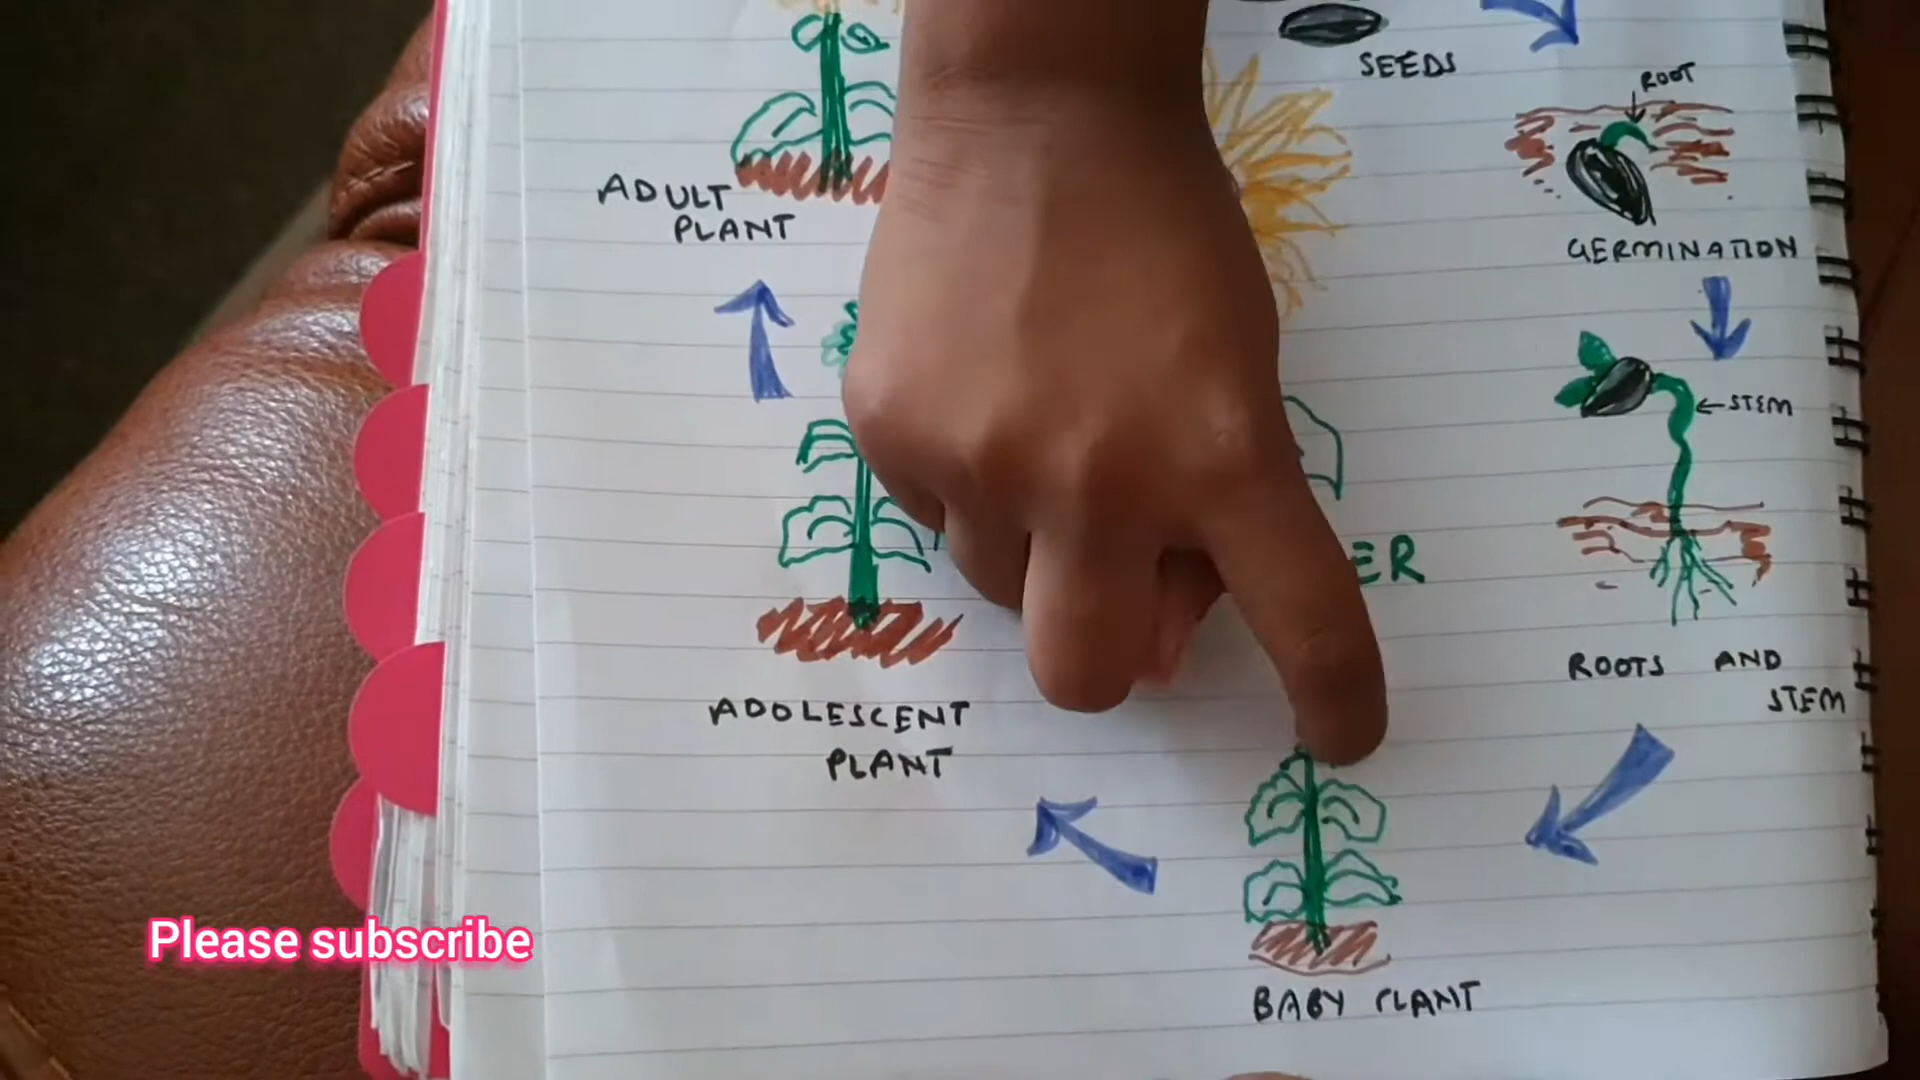 SEEDS
ROOT
GERMINATION
ADULT
PLANT
STEM
ER
ROOTS AND
STEM
ADOLESCENT
PLANT
BABY PLANT
Please subscribe